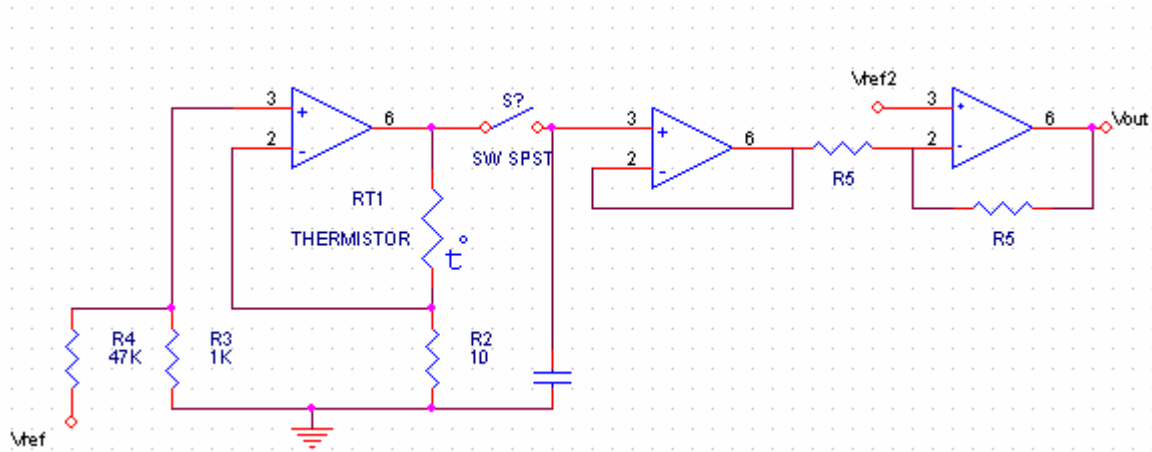 Vref2
S?
3
+
6
3
+
6
3
+
6
Vout
2
-
SW SPST
2
-
R5
2
-
RT1
THERMISTOR
t°
R5
R4
47K
R3
1K
R2
10
Vref